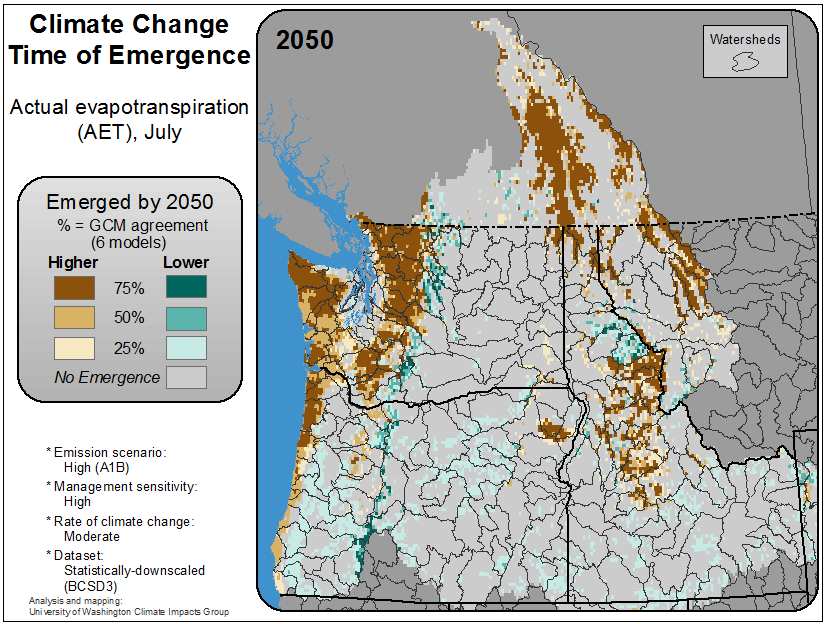 Climate Change
Time of Emergence
Actual evapotranspiration
(AET), July
Emerged by 2050
% = GCM agreement
(6 models)
Higher Lower
75%
50%
25%
No Emergence
* Emission scenario:
High (A1B)
* Management sensitivity:
High
* Rate of climate change:
Moderate
* Dataset:
Statistically-downscaled
(BCSD3)
Analysis and mapping:
University of Washington Climate Impacts Group
2050
Watersheds